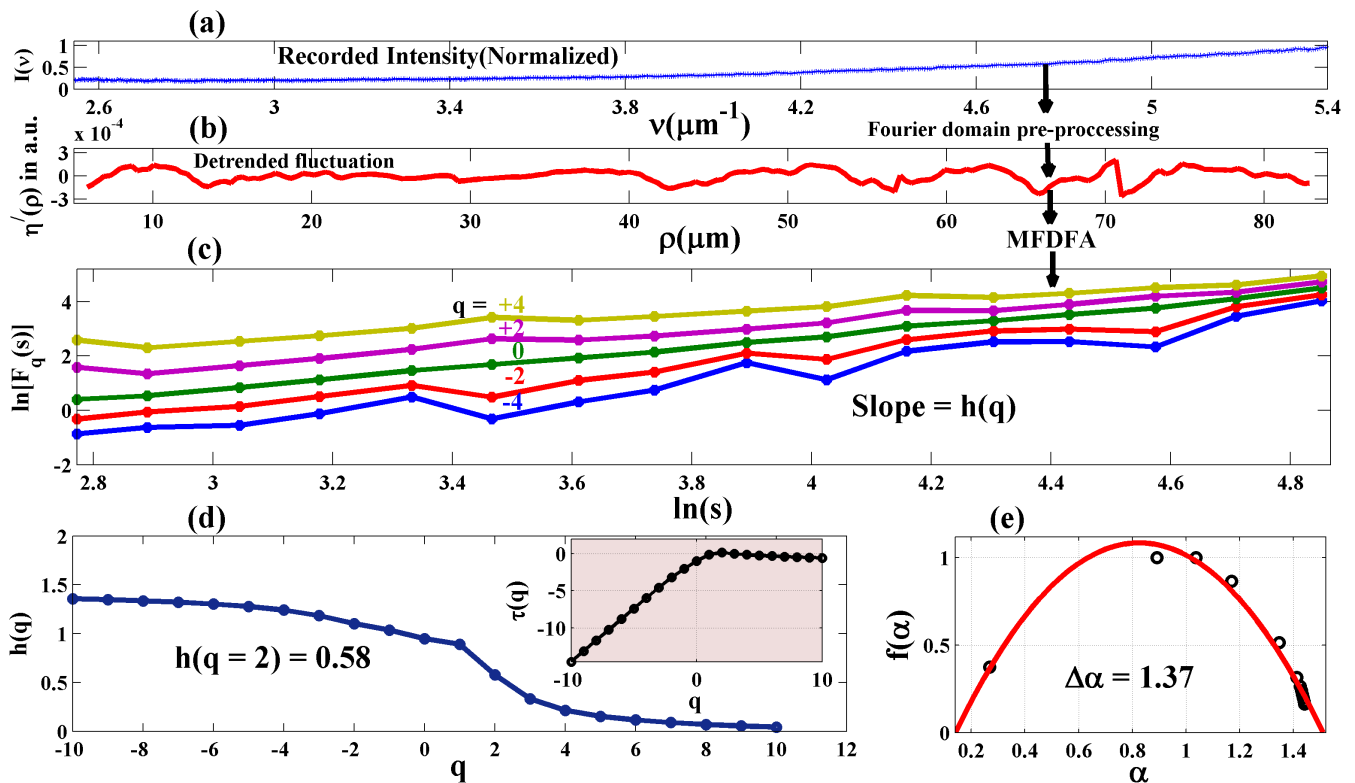 (a)
I(ν)
1
0.5
0
Recorded Intensity(Normalized)
2.6 3 3.4 3.8 4.2 4.6 5 5.4
ν(μm-1)
x 10-4
(b)
Fourier domain pre-proccessing
η/(ρ) in a.u.
3
0
-3
Detrended fluctuation
10 20 30 40 50 60 70 80
ρ(μm)
MFDFA
(c)
ln[Fq(s)]
4
2
0
-2
q = +4
+2
0
-2
-4
Slope = h(q)
2.8 3 3.2 3.4 3.6 3.8 4 4.2 4.4 4.6 4.8
ln(s)
(d)
h(q)
2
1.5
1
0.5
0
h(q = 2) = 0.58
-10 -8 -6 -4 -2 0 2 4 6 8 10 12
q
τ(q)
0
-5
-10
-10 0 10
q
(e)
f(α)
1
0.5
0
Δα = 1.37
0.2 0.4 0.6 0.8 1 1.2 1.4
α